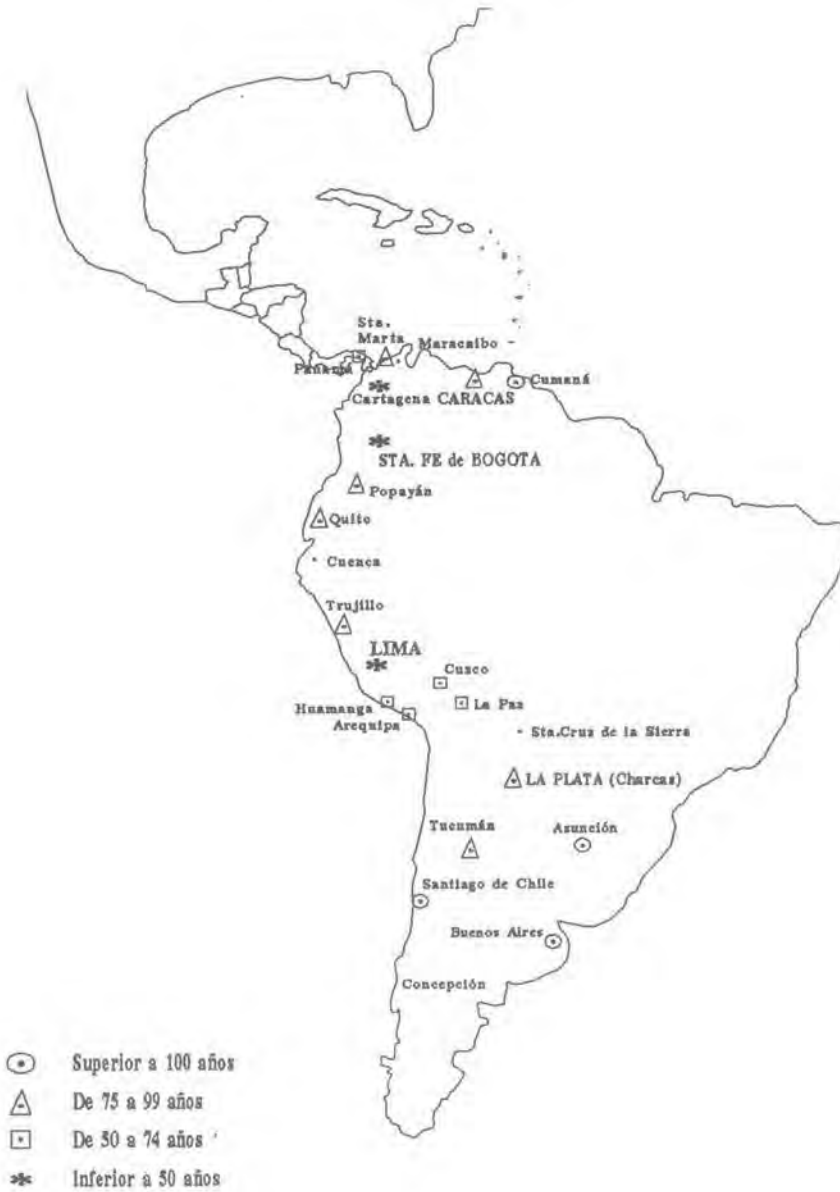 Sta.
Marta
Maracaibo
Panamá
Cumaná
Cartagena CARACAS
STA. FE de BOGOTA
Popayán
Quito
Cuenca
Trujillo
LIMA
Cuzco
Huamanga
La Paz
Arequipa
Sta.Cruz de la Sierra
LA PLATA (Charcas)
Tucumán
Asunción
Santiago de Chile
Buenos Aires
Concepción
Superior a 100 años
De 75 a 99 años
De 50 a 74 años
Inferior a 50 años